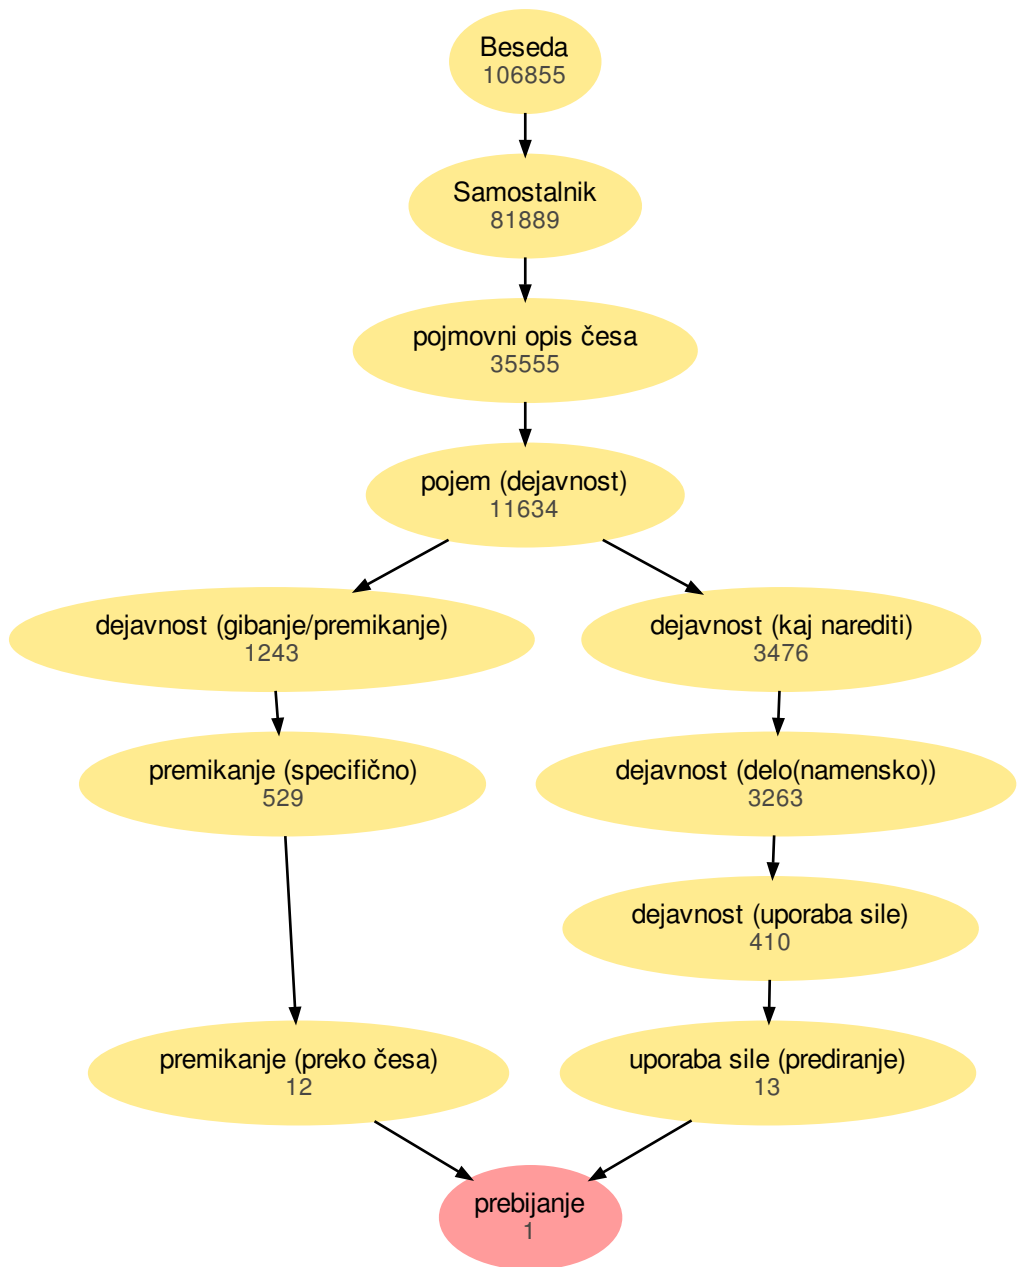 Beseda
106855
Samostalnik
81889
pojmovni opis česa
35555
pojem (dejavnost)
11634
dejavnost (gibanje/premikanje)
1243
dejavnost (kaj narediti)
3476
premikanje (specifično)
529
dejavnost (delo(namensko))
3263
dejavnost (uporaba sile)
410
premikanje (preko česa)
12
uporaba sile (prediranje)
13
prebijanje
1